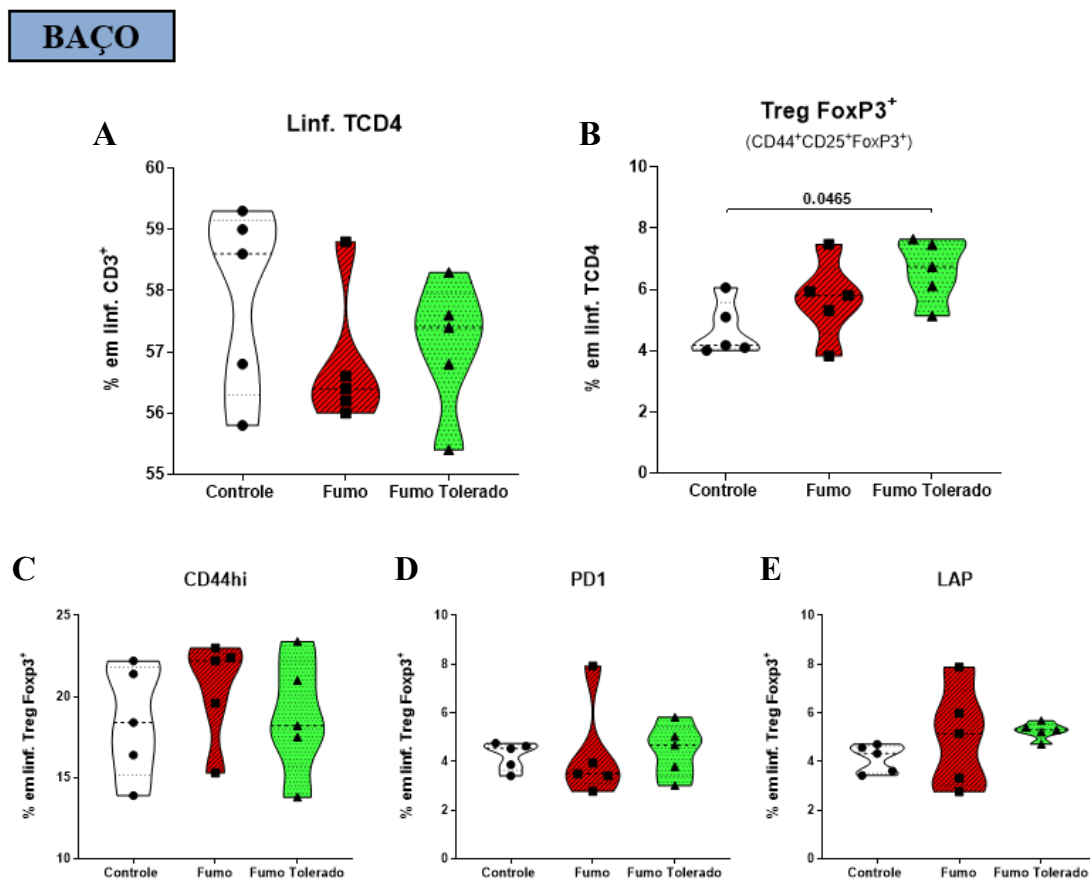 BAÇO
A
Linf. TCD4
% em linf. CD3⁺
60
59
58
57
56
55
Controle
Fumo
Fumo Tolerado
B
Treg FoxP3⁺
(CD44⁺CD25⁺FoxP3⁺)
% em linf. TCD4
10
8
6
4
2
0
0.0465
Controle
Fumo
Fumo Tolerado
C
CD44hi
% em linf. Treg Foxp3⁺
25
20
15
10
Controle
Fumo
Fumo Tolerado
D
PD1
% em linf. Treg Foxp3⁺
10
8
6
4
2
0
Controle
Fumo
Fumo Tolerado
E
LAP
% em linf. Treg Foxp3⁺
10
8
6
4
2
0
Controle
Fumo
Fumo Tolerado